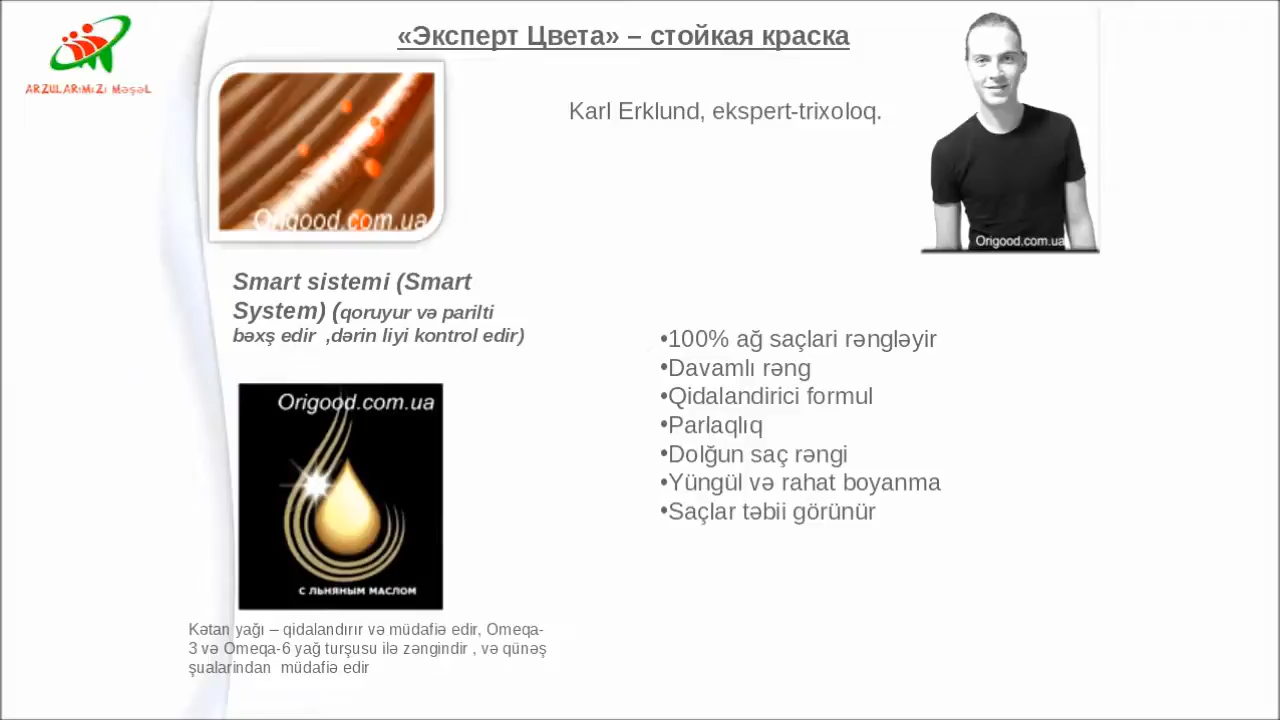 «Эксперт Цвета» – стойкая краска
ARZULARıMıZı MəşəL
Karl Erklund, ekspert-trixoloq.
Origood.com.ua
Origood.com.ua
Smart sistemi (Smart
System) (qoruyur və parilti
bəxş edir ,dərin liyi kontrol edir)
•100% ağ saçlari rəngləyir
•Davamlı rəng
•Qidalandirici formul
•Parlaqlıq
•Dolğun saç rəngi
•Yüngül və rahat boyanma
•Saçlar təbii görünür
Origood.com.ua
С ЛЬНЯНЫМ МАСЛОМ
Kətan yağı – qidalandırır və müdafiə edir, Omeqa-
3 və Omeqa-6 yağ turşusu ilə zəngindir , və qünəş
şualarindan müdafiə edir